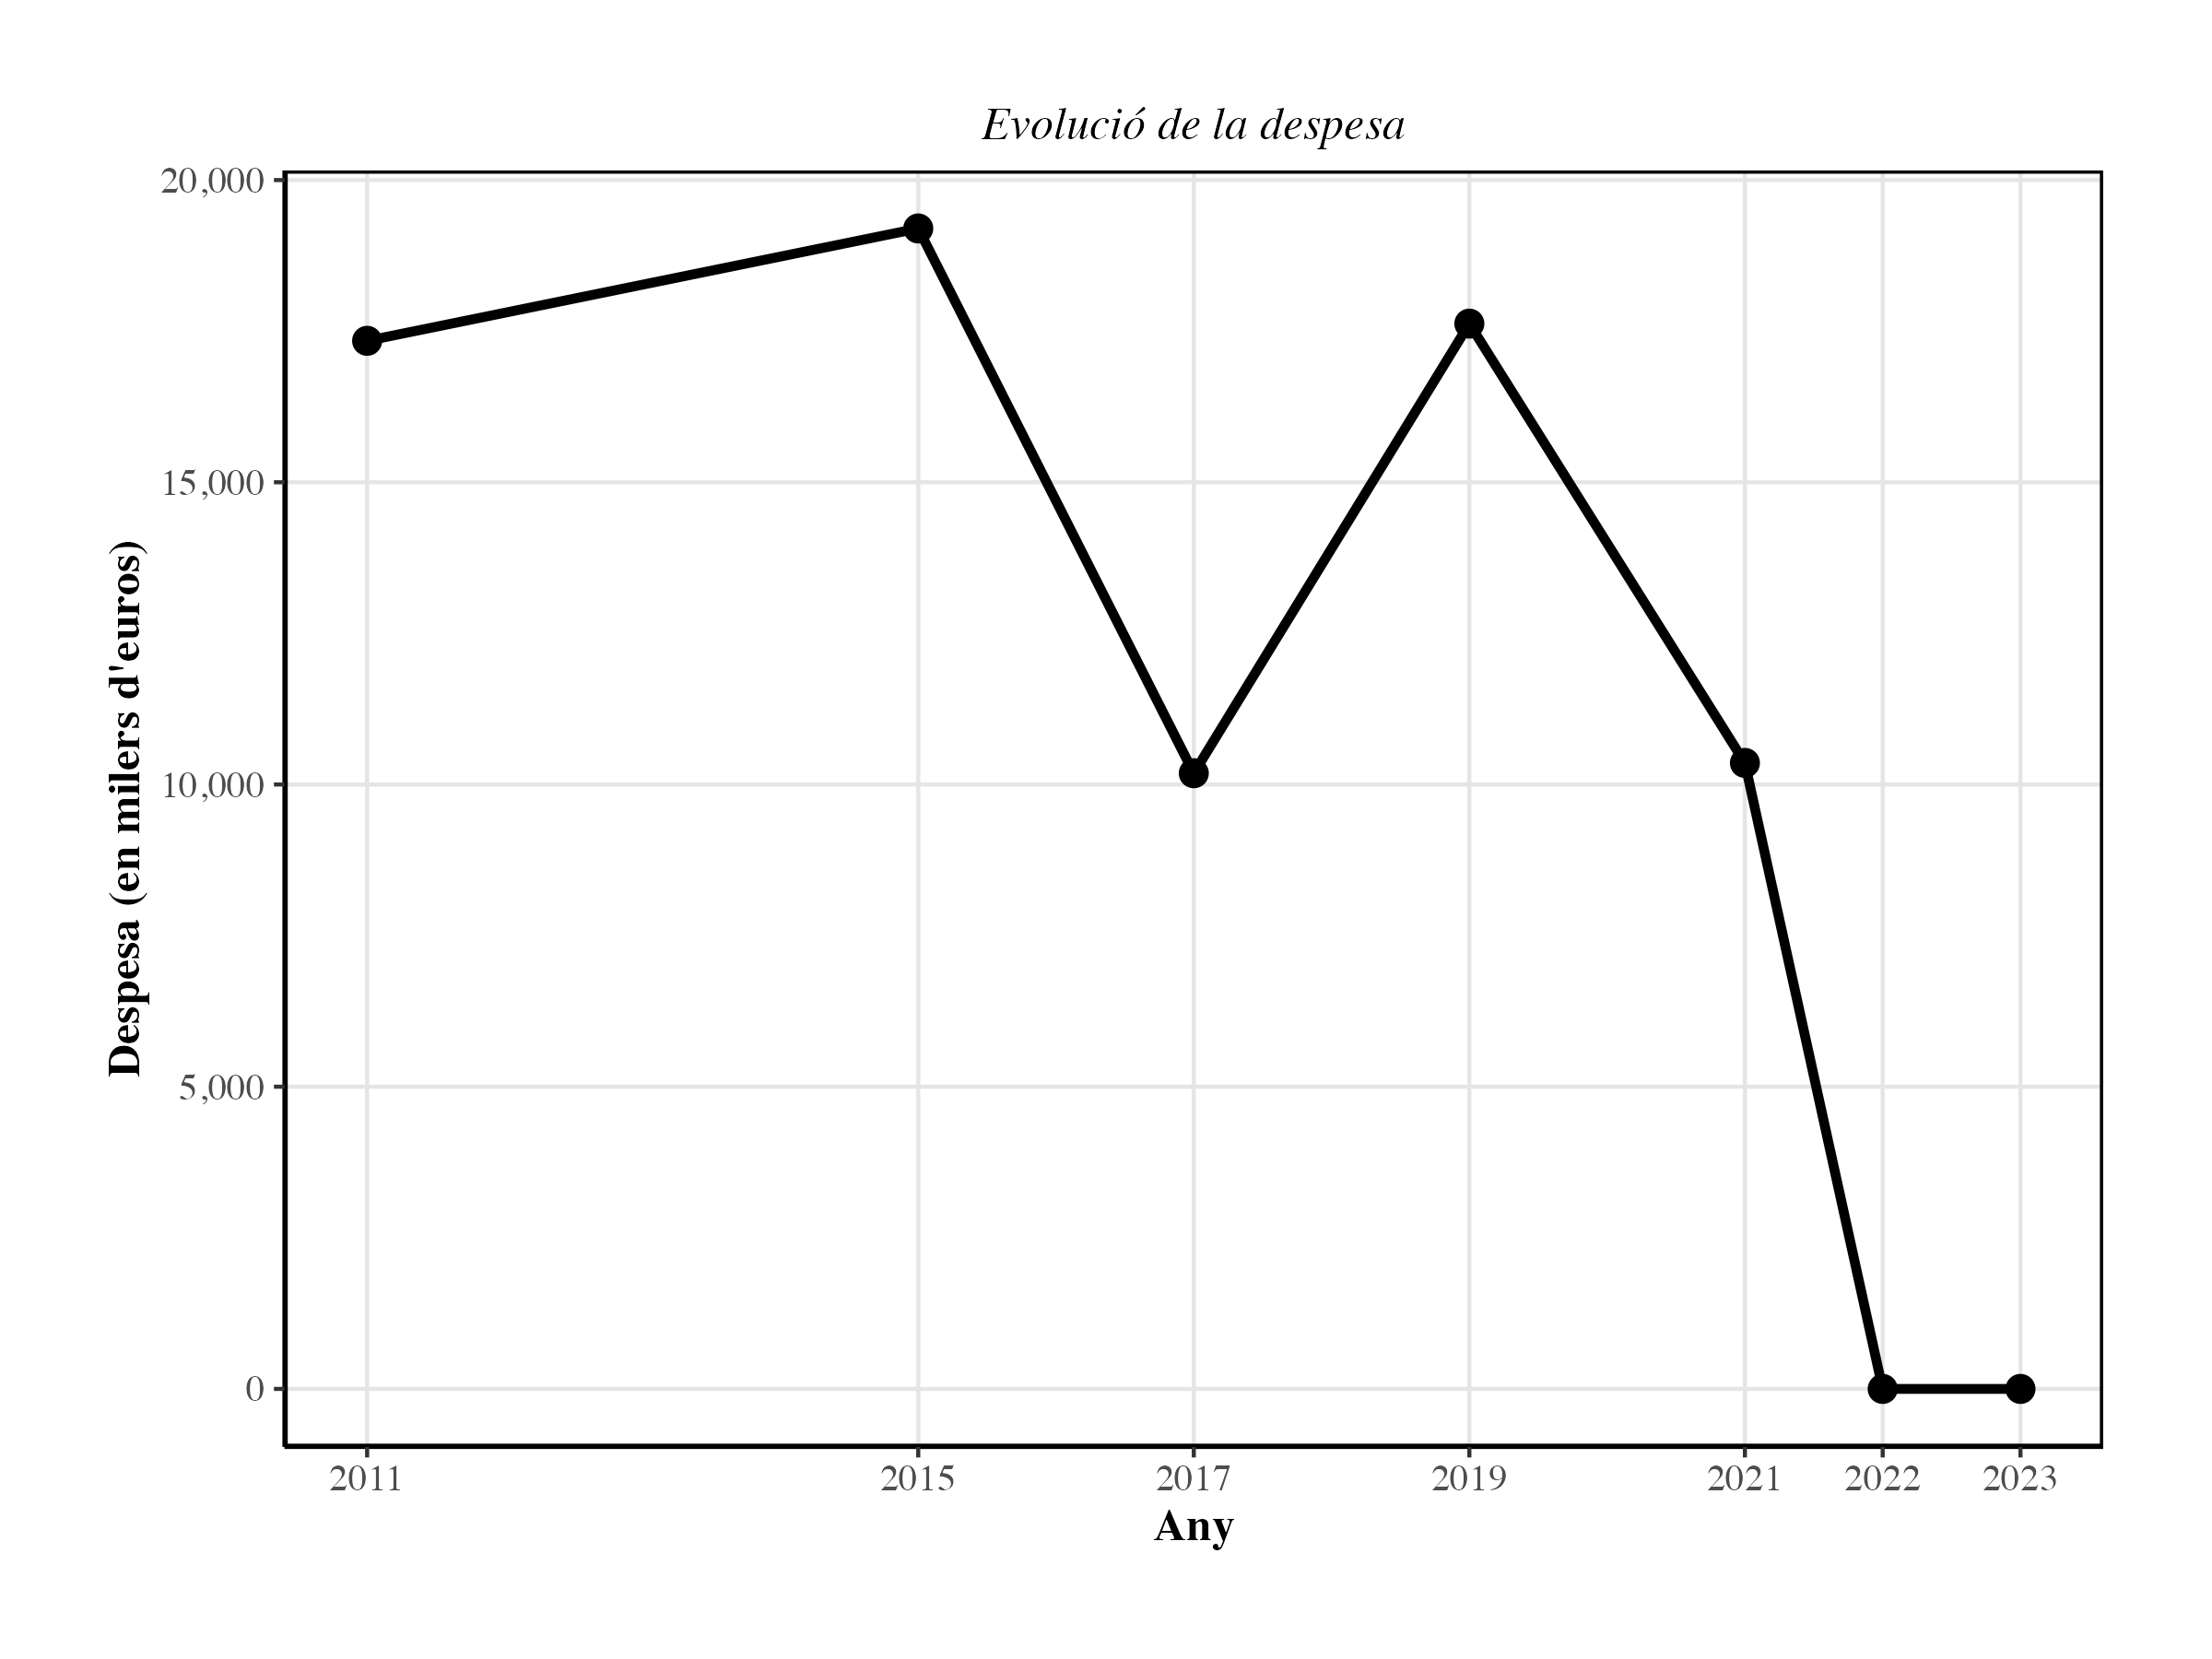 Evolució de la despesa
20,000
15,000
10,000
5,000
0
Despesa (en milers d'euros)
2011 2015 2017 2019 2021 2022 2023
Any